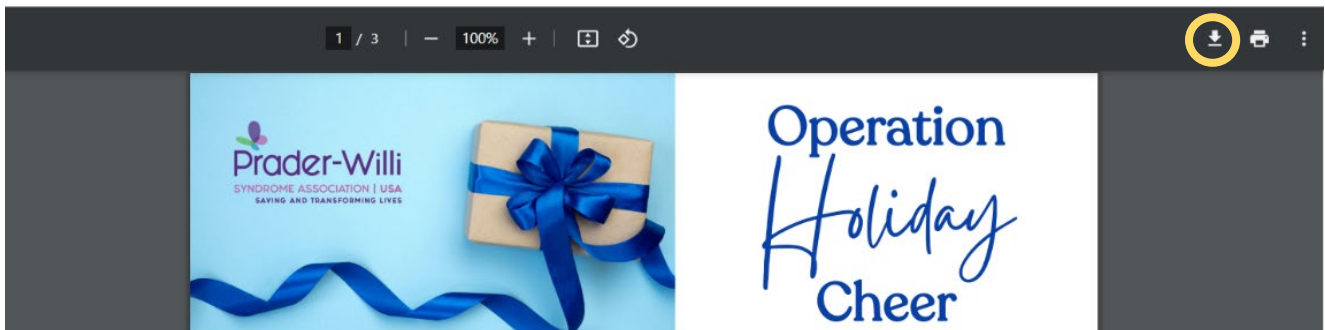 1 / 3
100%
Prader-Willi
SYNDROME ASSOCIATION | USA
SAVING AND TRANSFORMING LIVES
Operation
Holiday
Cheer